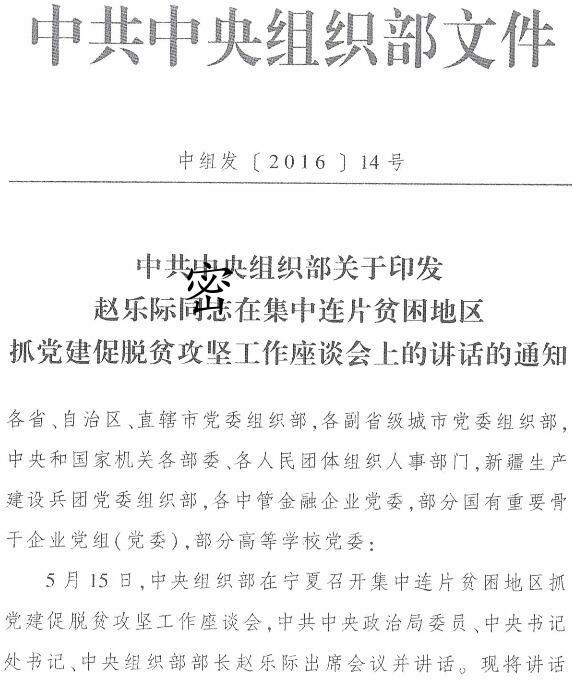 中共中央组织部文件
中组发〔2016〕14号
中共中央组织部关于印发
密
赵乐际同志在集中连片贫困地区
抓党建促脱贫攻坚工作座谈会上的讲话的通知
各省、自治区、直辖市党委组织部,各副省级城市党委组织部,
中央和国家机关各部委、各人民团体组织人事部门,新疆生产
建设兵团党委组织部,各中管金融企业党委,部分国有重要骨
干企业党组(党委),部分高等学校党委:
5月15日,中央组织部在宁夏召开集中连片贫困地区抓
党建促脱贫攻坚工作座谈会,中共中央政治局委员、中央书记
处书记、中央组织部部长赵乐际出席会议并讲话。现将讲话